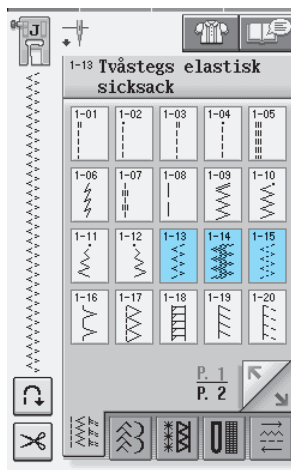 J
1-13 Tvåstegs elastisk
sicksack
1-01 1-02 1-03 1-04 1-05
1-06 1-07 1-08 1-09 1-10
1-11 1-12 1-13 1-14 1-15
1-16 1-17 1-18 1-19 1-20
P. 1
P. 2